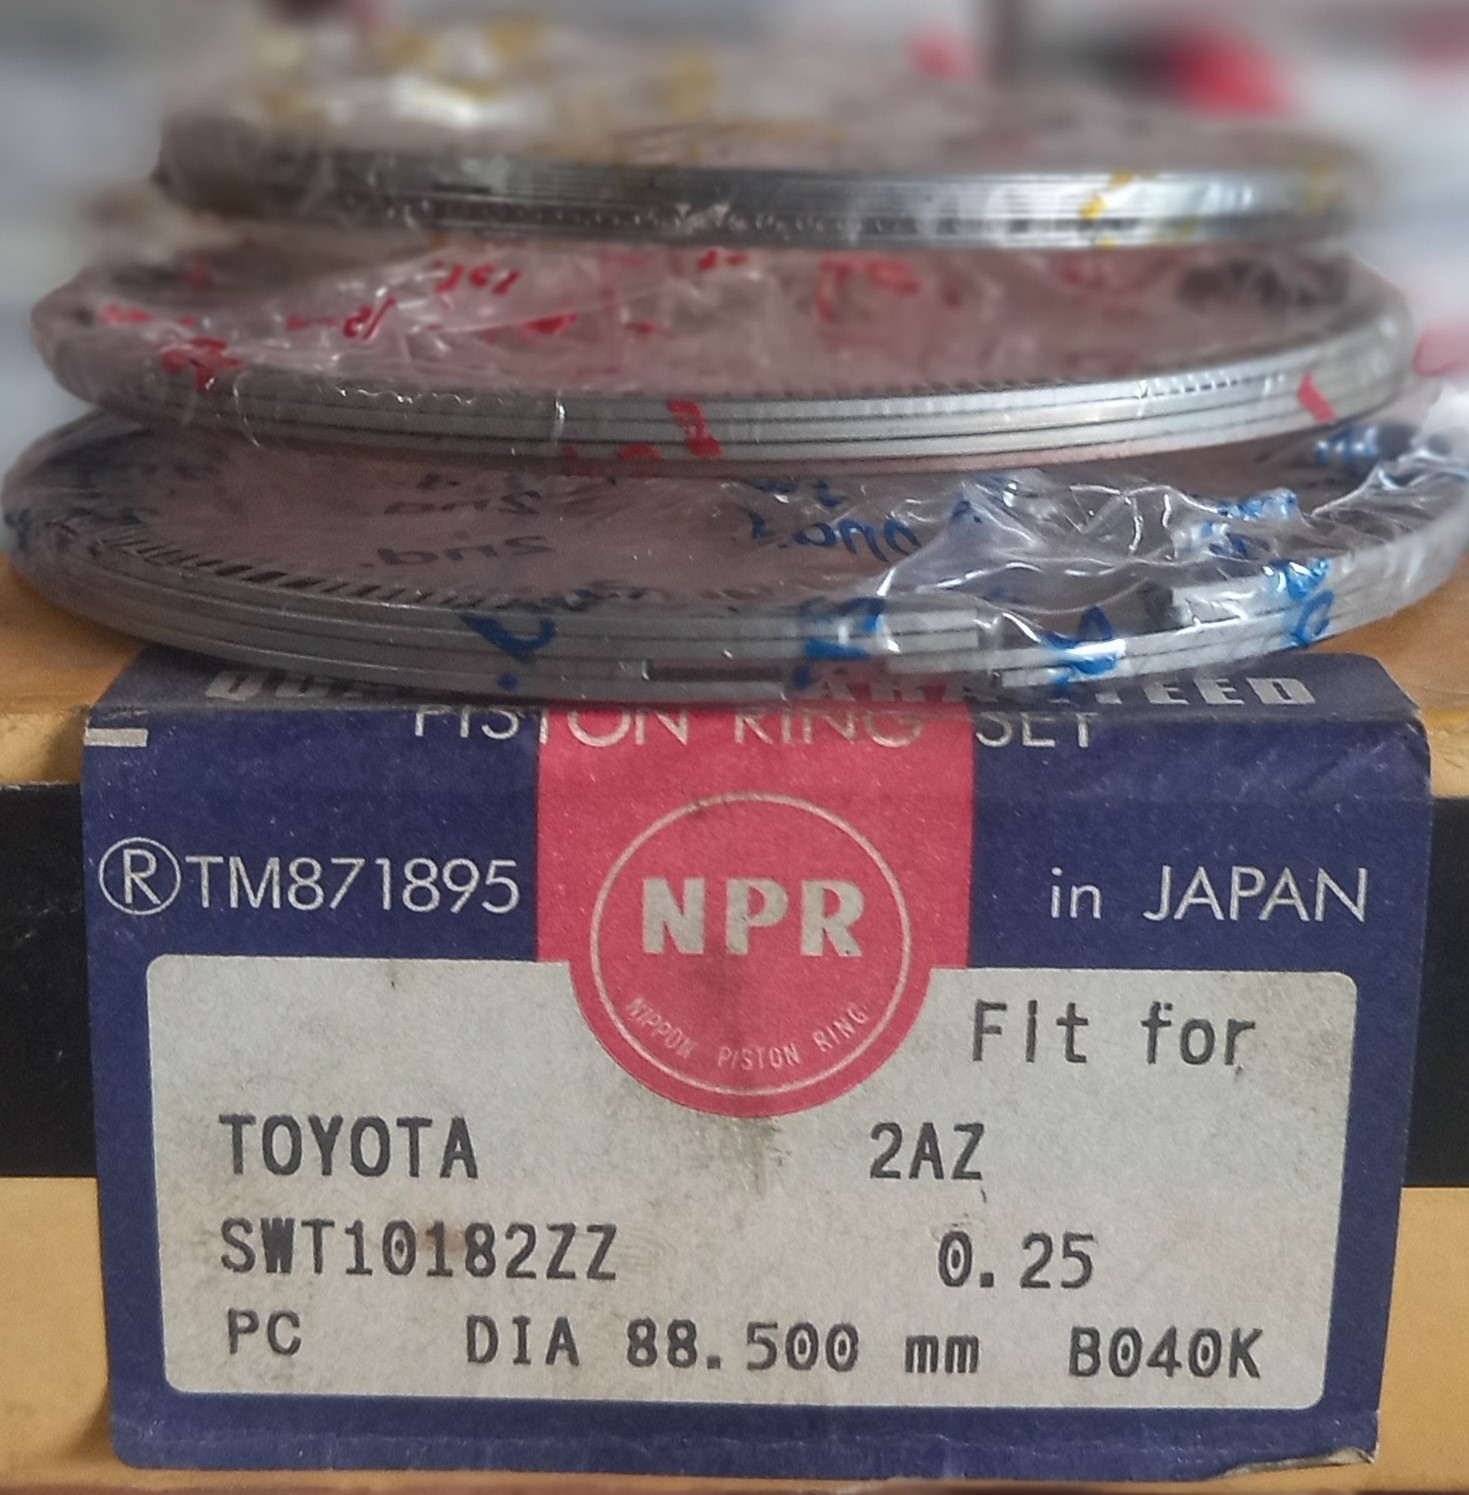 PISTON RING SET
®TM871895
NPR
in JAPAN
NIPPON PISTON RING
Fit for
TOYOTA 2AZ
SWT10182ZZ 0.25
PC DIA 88.500 mm B040K